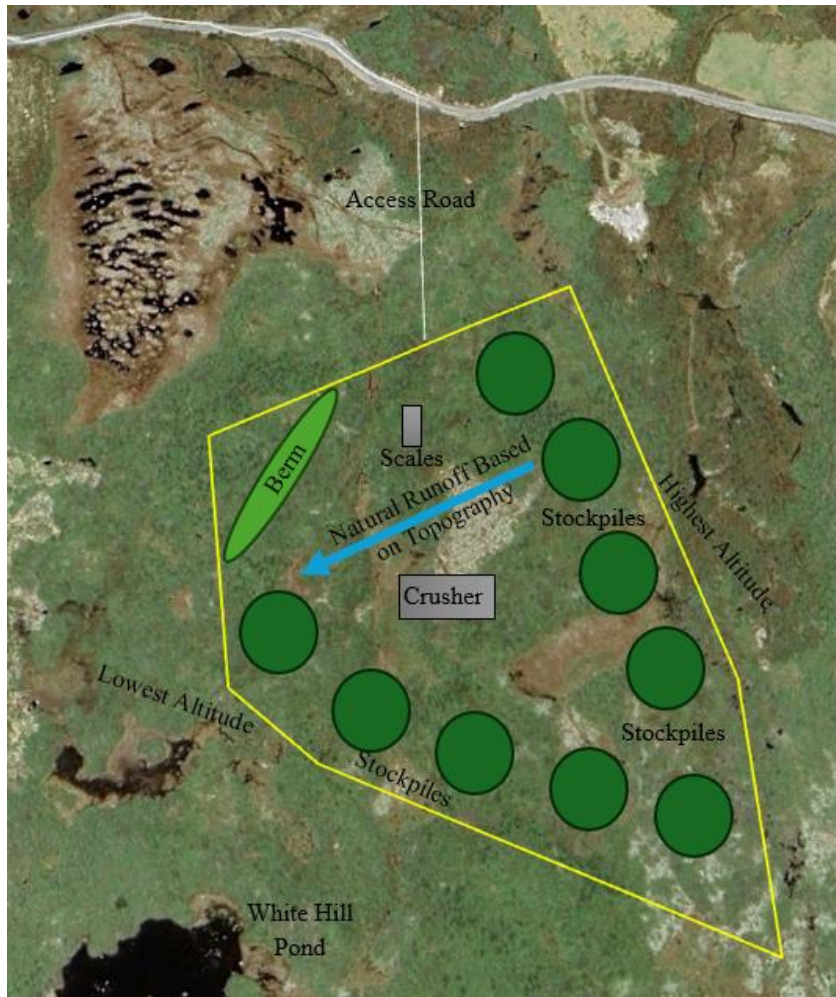 Access Road
Scales
Berm
Natural Runoff Based
on Topography
Stockpiles
Highest Altitude
Crusher
Lowest Altitude
Stockpiles
Stockpiles
White Hill
Pond